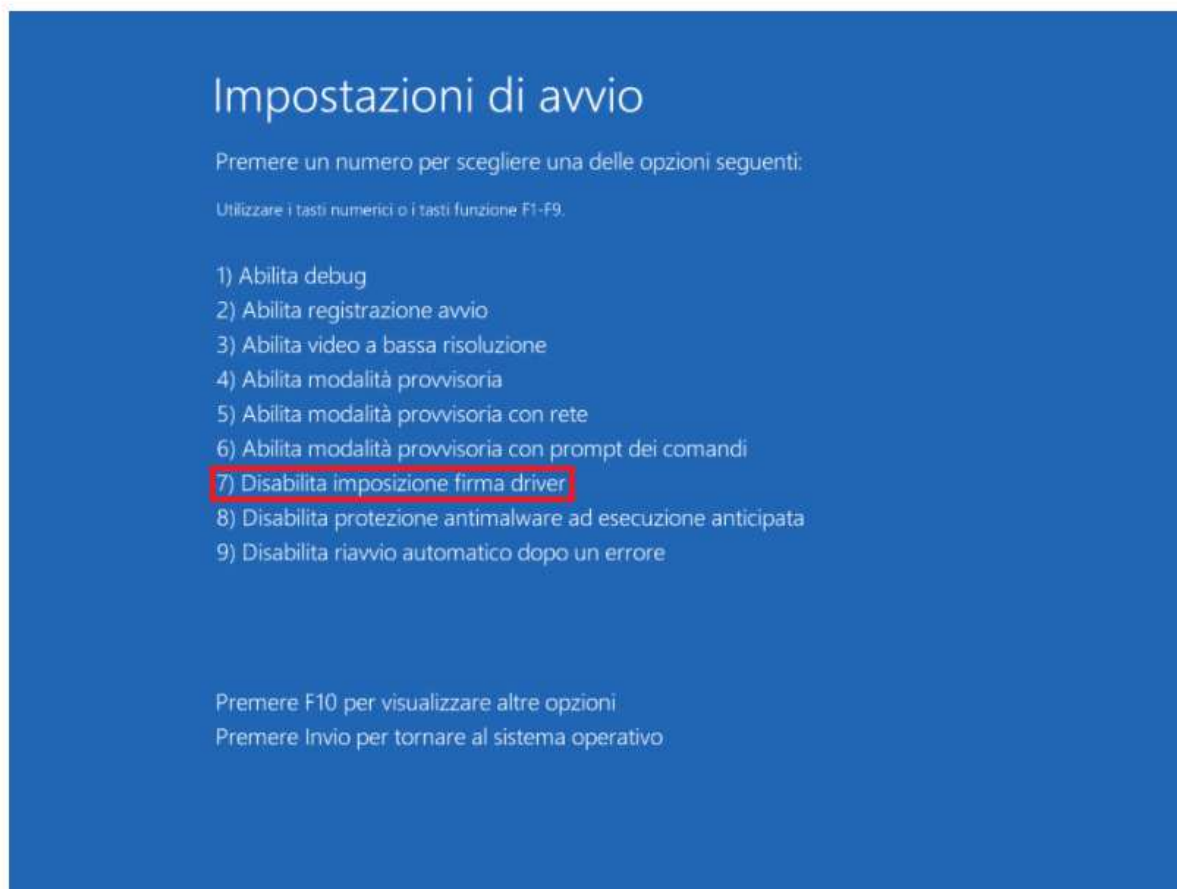 Impostazioni di avvio
Premere un numero per scegliere una delle opzioni seguenti:
Utilizzare i tasti numerici o i tasti funzione F1-F9.
1) Abilita debug
2) Abilita registrazione avvio
3) Abilita video a bassa risoluzione
4) Abilita modalità provvisoria
5) Abilita modalità provvisoria con rete
6) Abilita modalità provvisoria con prompt dei comandi
7) Disabilita imposizione firma driver
8) Disabilita protezione antimalware ad esecuzione anticipata
9) Disabilita riavvio automatico dopo un errore
Premere F10 per visualizzare altre opzioni
Premere Invio per tornare al sistema operativo